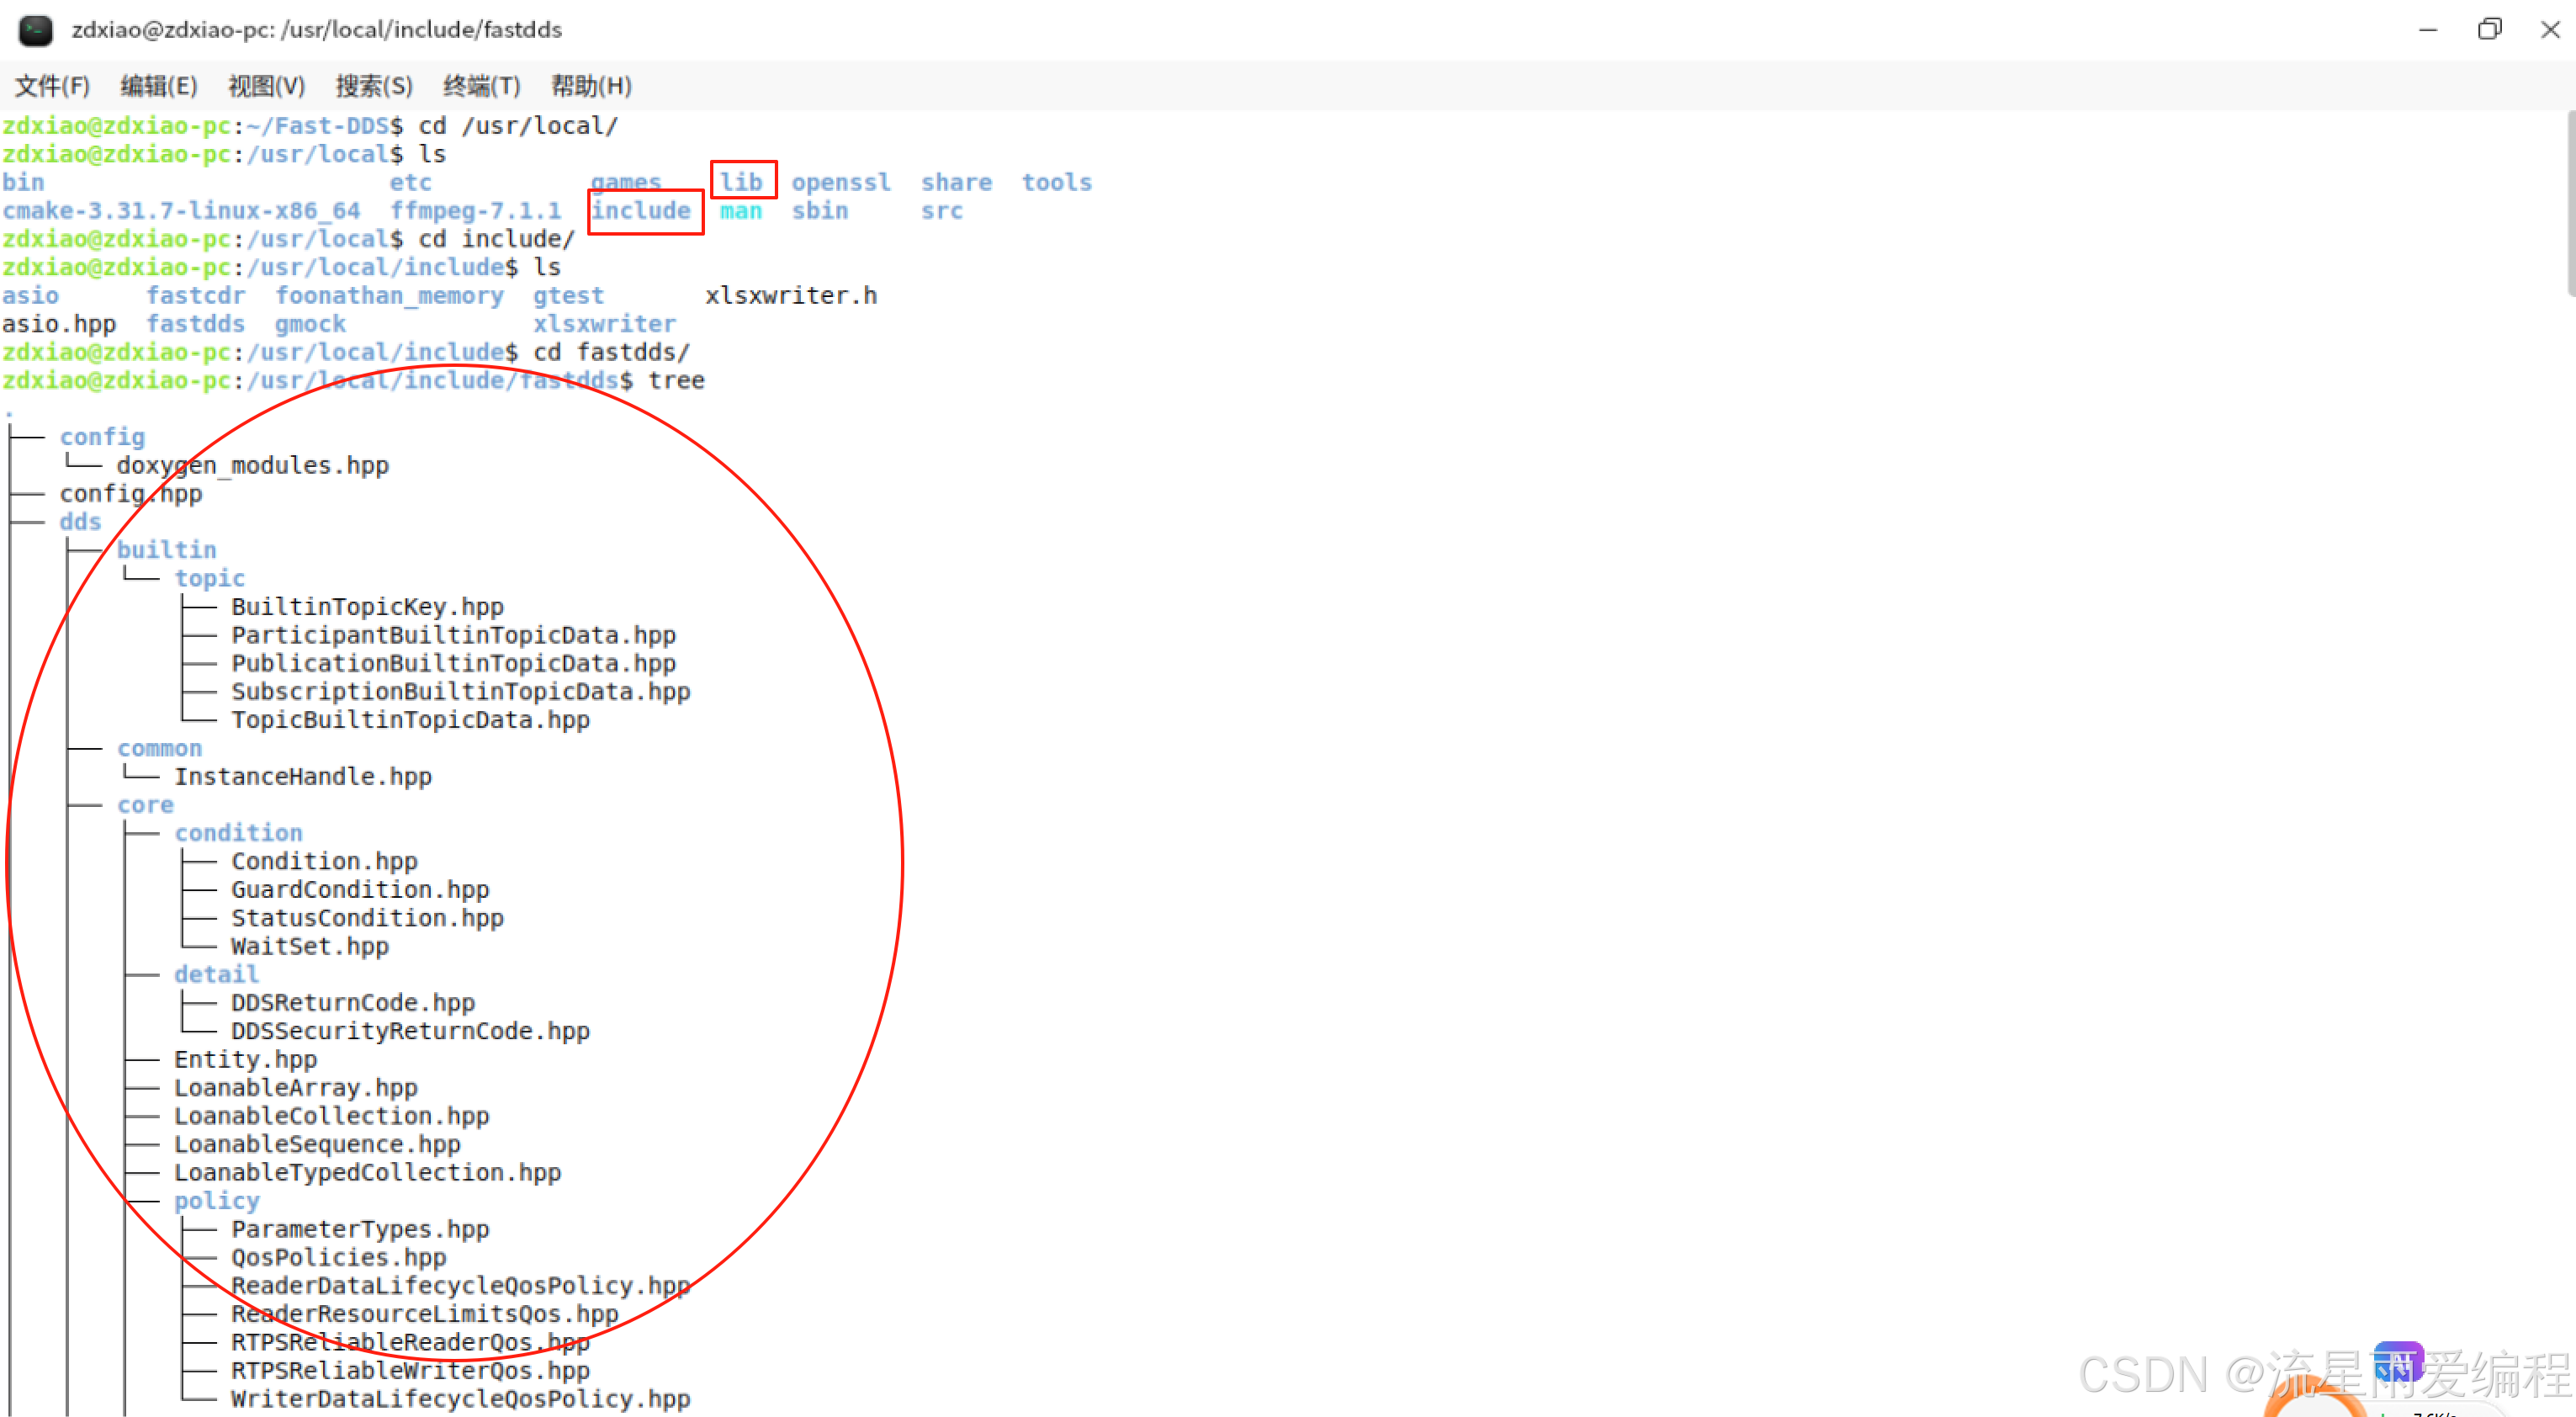 zdxiao@zdxiao-pc: /usr/local/include/fastdds
文件(F) 编辑(E) 视图(V) 搜索(S) 终端(T) 帮助(H)
zdxiao@zdxiao-pc:~/Fast-DDS$ cd /usr/local/
zdxiao@zdxiao-pc:/usr/local$ ls
bin etc games lib openssl share tools
cmake-3.31.7-linux-x86_64 ffmpeg-7.1.1 include man sbin src
zdxiao@zdxiao-pc:/usr/local$ cd include/
zdxiao@zdxiao-pc:/usr/local/include$ ls
asio fastcdr foonathan_memory gtest xlsxwriter.h
asio.hpp fastdds gmock xlsxwriter
zdxiao@zdxiao-pc:/usr/local/include$ cd fastdds/
zdxiao@zdxiao-pc:/usr/local/include/fastdds$ tree
.
├── config
│   └── doxygen_modules.hpp
├── config.hpp
├── dds
│   ├── builtin
│   │   └── topic
│   │       ├── BuiltinTopicKey.hpp
│   │       ├── ParticipantBuiltinTopicData.hpp
│   │       ├── PublicationBuiltinTopicData.hpp
│   │       ├── SubscriptionBuiltinTopicData.hpp
│   │       └── TopicBuiltinTopicData.hpp
│   ├── common
│   │   └── InstanceHandle.hpp
│   ├── core
│   │   ├── condition
│   │   │   ├── Condition.hpp
│   │   │   ├── GuardCondition.hpp
│   │   │   ├── StatusCondition.hpp
│   │   │   └── WaitSet.hpp
│   │   ├── detail
│   │   │   ├── DDSReturnCode.hpp
│   │   │   └── DDSSecurityReturnCode.hpp
│   │   ├── Entity.hpp
│   │   ├── LoanableArray.hpp
│   │   ├── LoanableCollection.hpp
│   │   ├── LoanableSequence.hpp
│   │   ├── LoanableTypedCollection.hpp
│   │   ├── policy
│   │   │   ├── ParameterTypes.hpp
│   │   │   ├── QosPolicies.hpp
│   │   │   ├── ReaderDataLifecycleQosPolicy.hpp
│   │   │   ├── ReaderResourceLimitsQos.hpp
│   │   │   ├── RTPSReliableReaderQos.hpp
│   │   │   ├── RTPSReliableWriterQos.hpp
│   │   │   └── WriterDataLifecycleQosPolicy.hpp
CSDN @流星雨爱编程